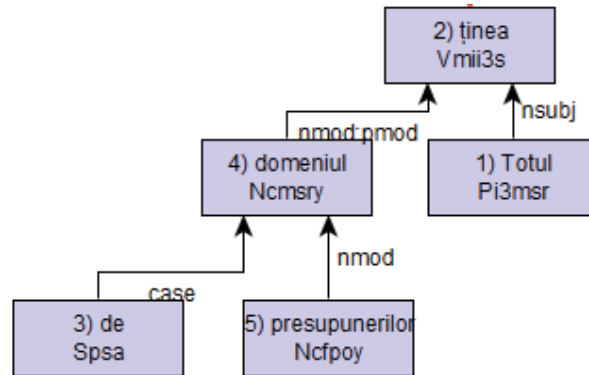 2) ținea
Vmii3s
nsubj
nmod:pmod
4) domeniul
Ncmsry
1) Totul
Pi3msr
nmod
case
3) de
Spsa
5) presupunerilor
Ncfpoy